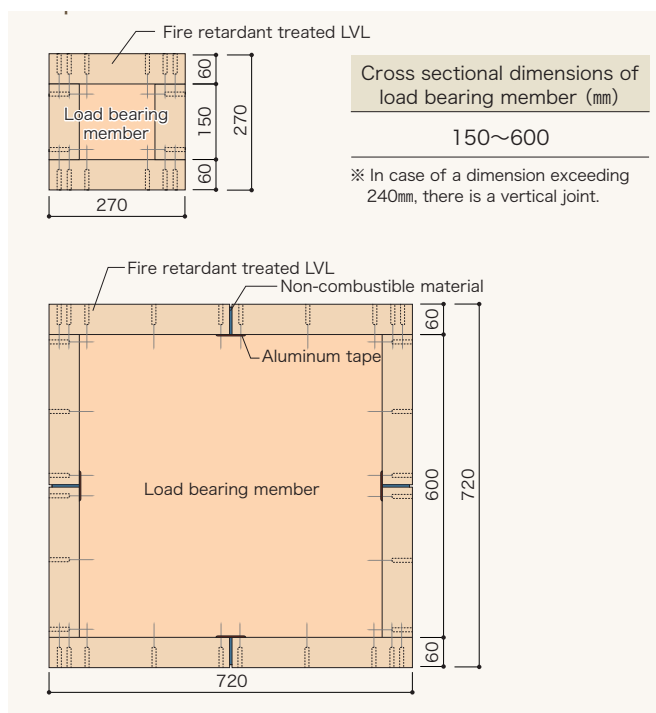 Fire retardant treated LVL
Load bearing
member
60
150
60
270
270
Cross sectional dimensions of
load bearing member (㎜)
150〜600
※ In case of a dimension exceeding
240㎜, there is a vertical joint.
Fire retardant treated LVL
Non-combustible material
Aluminum tape
Load bearing member
60
600
60
720
720